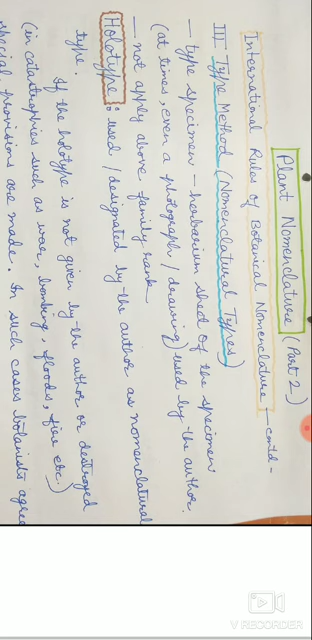 Plant Nomenclature (Part 2)
International Rules of Botanical Nomenclature - contd -
III Type Method (Nomenclatural Types)
- type specimen - herbarium sheet of the specimen,
(at times, even a photograph / drawing) used by the author
- not apply above family rank
Holotype : used / designated by the author as nomenclatural
type.
If the holotype is not given by the author or destroyed
(in catastrophies such as war, bombing, floods, fire etc.)
special provisions are made. In such cases botanists agree
V RECORDER